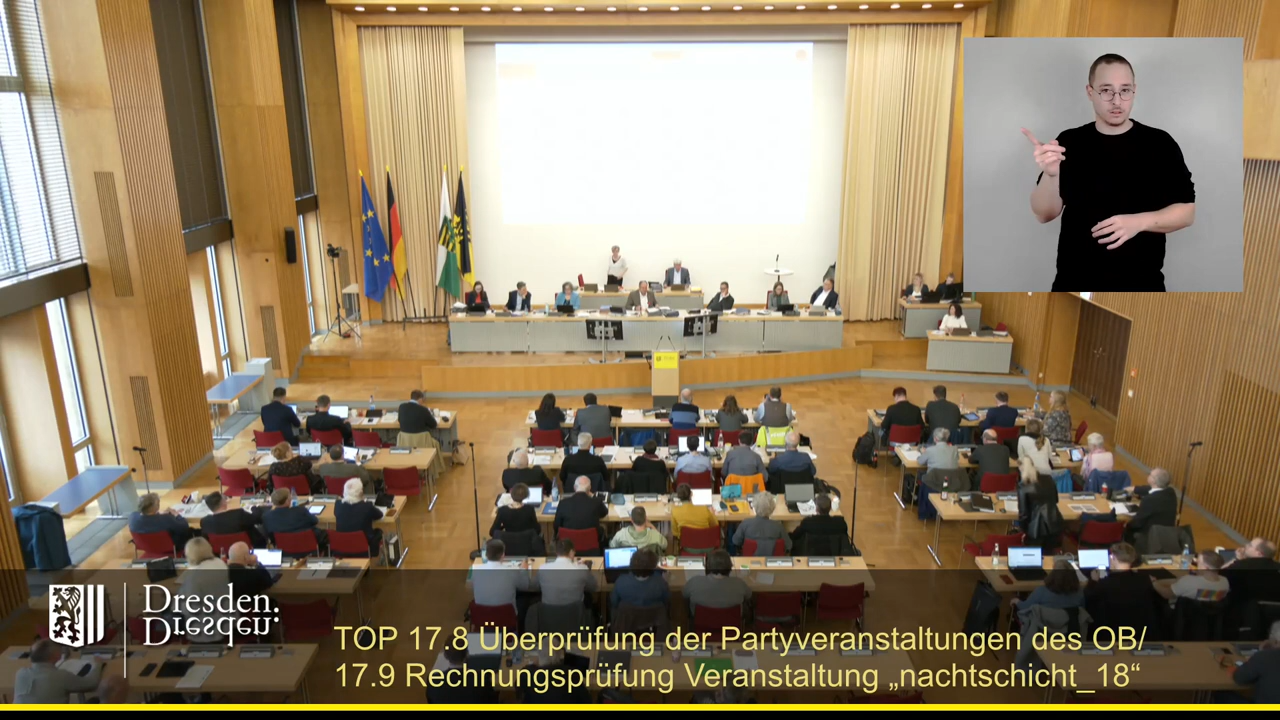 Dresden.
Dresden.
TOP 17.8 Überprüfung der Partyveranstaltungen des OB/
17.9 Rechnungsprüfung Veranstaltung „nachtschicht_18“